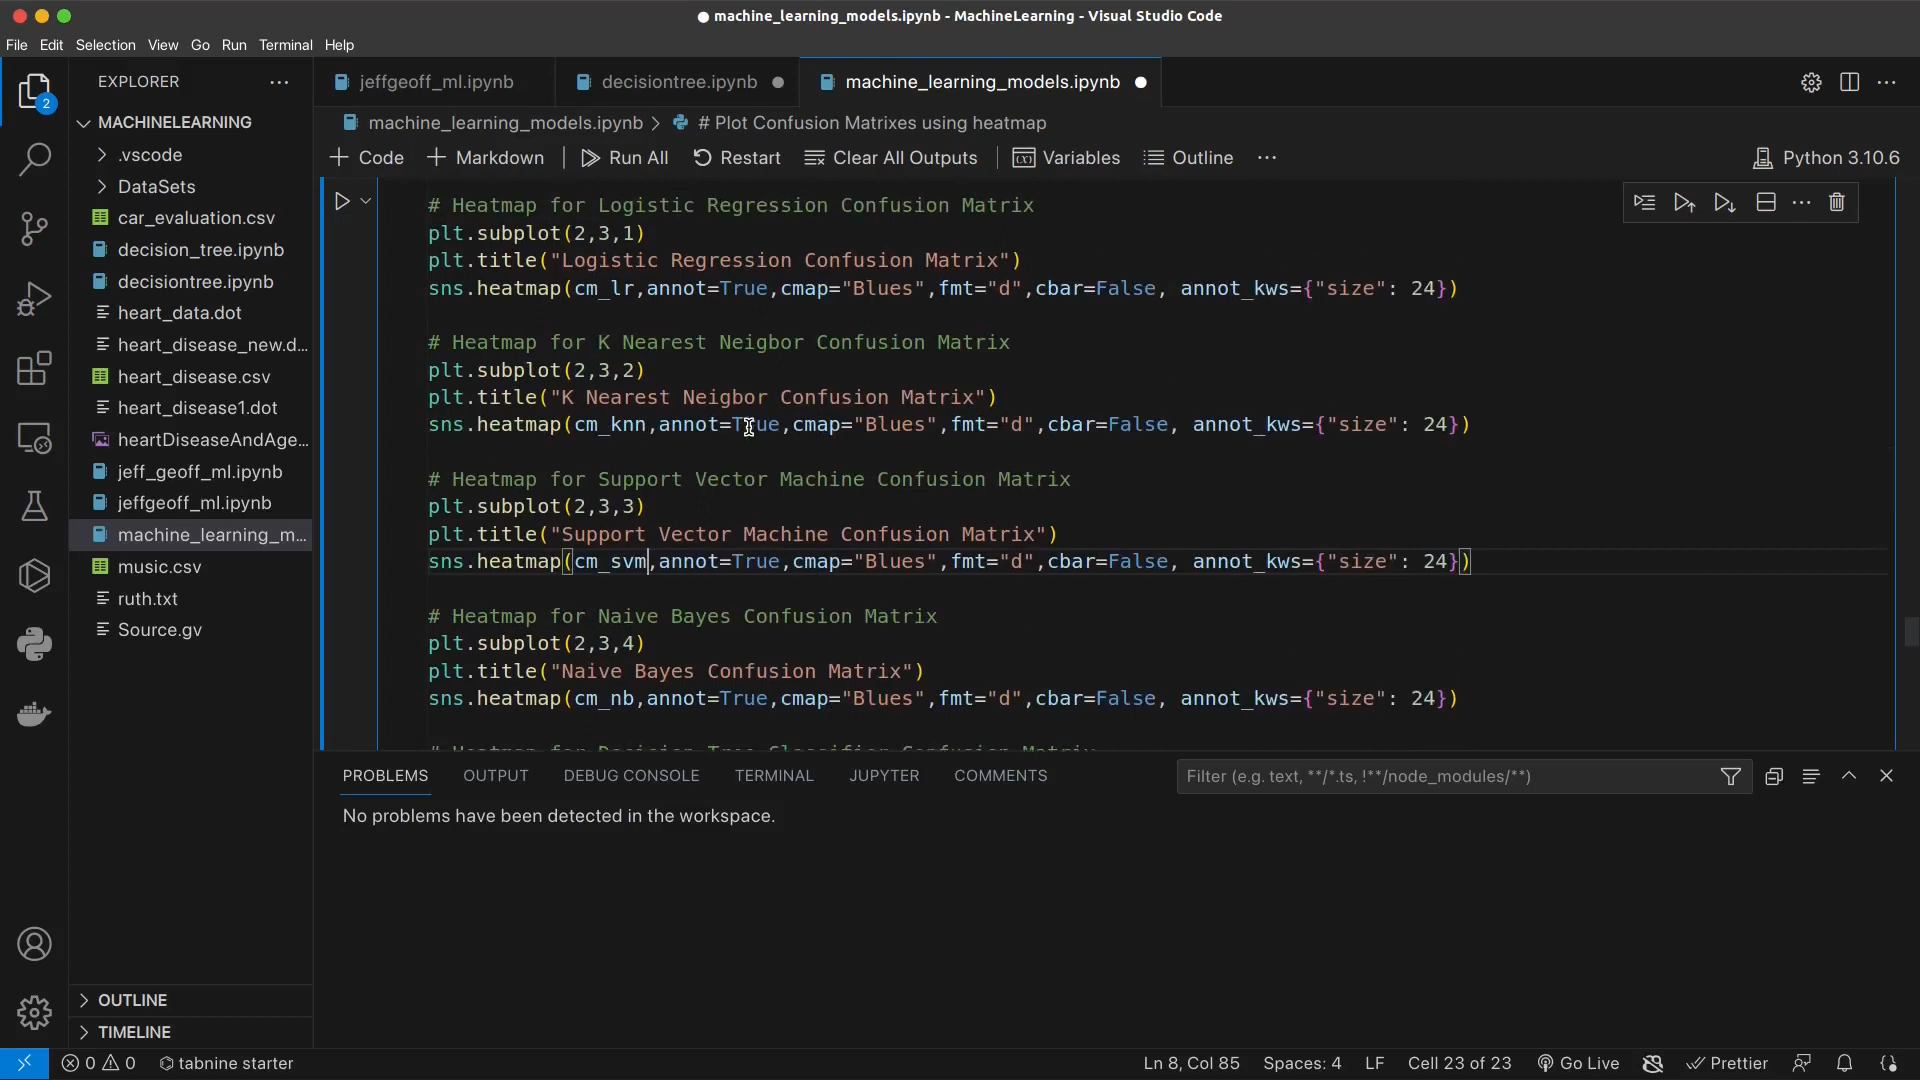 machine_learning_models.ipynb - MachineLearning - Visual Studio Code
File Edit Selection View Go Run Terminal Help
2
EXPLORER
MACHINELEARNING
.vscode
DataSets
car_evaluation.csv
decision_tree.ipynb
decisiontree.ipynb
heart_data.dot
heart_disease_new.d...
heart_disease.csv
heart_disease1.dot
heartDiseaseAndAge...
jeff_geoff_ml.ipynb
jeffgeoff_ml.ipynb
machine_learning_m...
music.csv
ruth.txt
Source.gv
OUTLINE
TIMELINE
jeffgeoff_ml.ipynb decisiontree.ipynb machine_learning_models.ipynb
machine_learning_models.ipynb > # Plot Confusion Matrixes using heatmap
+ Code + Markdown Run All Restart Clear All Outputs Variables Outline ... Python 3.10.6
# Heatmap for Logistic Regression Confusion Matrix
plt.subplot(2,3,1)
plt.title("Logistic Regression Confusion Matrix")
sns.heatmap(cm_lr,annot=True,cmap="Blues",fmt="d",cbar=False, annot_kws={"size": 24})
# Heatmap for K Nearest Neigbor Confusion Matrix
plt.subplot(2,3,2)
plt.title("K Nearest Neigbor Confusion Matrix")
sns.heatmap(cm_knn,annot=True,cmap="Blues",fmt="d",cbar=False, annot_kws={"size": 24})
# Heatmap for Support Vector Machine Confusion Matrix
plt.subplot(2,3,3)
plt.title("Support Vector Machine Confusion Matrix")
sns.heatmap(cm_svm,annot=True,cmap="Blues",fmt="d",cbar=False, annot_kws={"size": 24})
# Heatmap for Naive Bayes Confusion Matrix
plt.subplot(2,3,4)
plt.title("Naive Bayes Confusion Matrix")
sns.heatmap(cm_nb,annot=True,cmap="Blues",fmt="d",cbar=False, annot_kws={"size": 24})
# Heatmap for Decision Tree Classifier Confusion Matrix
PROBLEMS OUTPUT DEBUG CONSOLE TERMINAL JUPYTER COMMENTS Filter (e.g. text, **/*.ts, !**/node_modules/**)
No problems have been detected in the workspace.
0 0 tabnine starter Ln 8, Col 85 Spaces: 4 LF Cell 23 of 23 Go Live Prettier